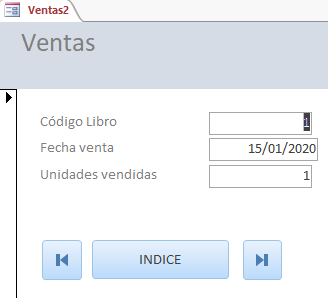 Ventas2
Ventas
Código Libro 1
Fecha venta 15/01/2020
Unidades vendidas 1
INDICE